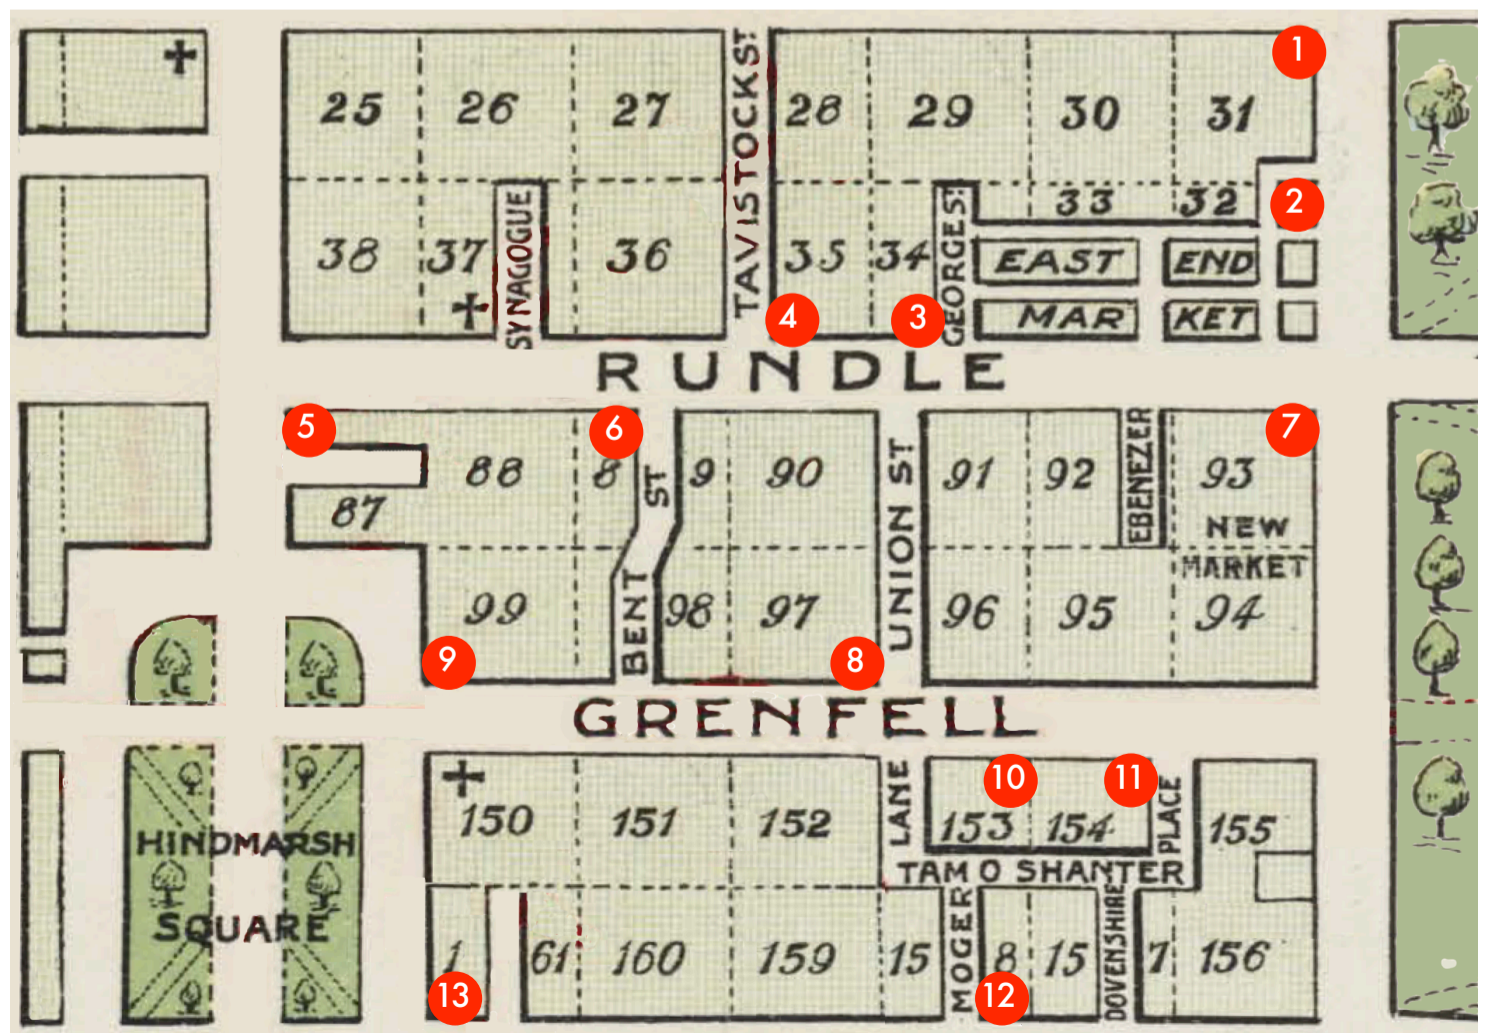 1
25 26 27 TAVISTOCK ST. 28 29 30 31
2
38 37 SYNAGOGUE 36 35 34 GEORGES ST. 33 32
EAST END
MAR KET
4 3
RUNDLE
5 6 7
88 8 BENT ST 9 90 UNION ST 91 92 EBENEZER 93
87
NEW
MARKET
99 98 97 96 95 94
9 8
GRENFELL
10 11
150 151 152 LANE 153 154 PLACE 155
HINDMARSH
TAM O SHANTER
SQUARE
1 61 160 159 15 MOGER 8 15 DOVENSHIRE 7 156
13 12